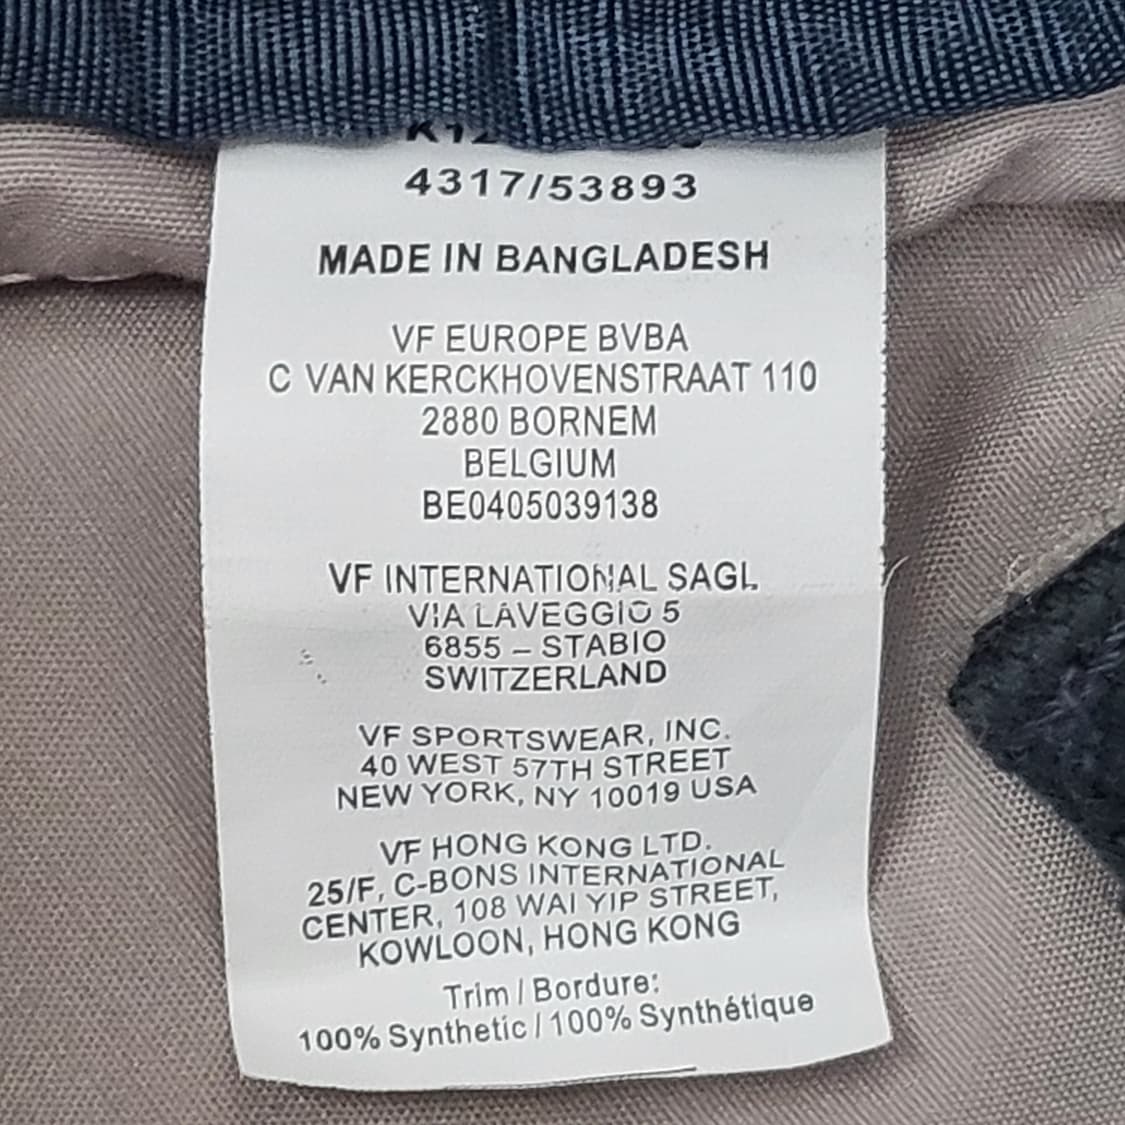 4317/53893
MADE IN BANGLADESH
VF EUROPE BVBA
C VAN KERCKHOVENSTRAAT 110
2880 BORNEM
BELGIUM
BE0405039138
VF INTERNATIONAL SAGL
VIA LAVEGGIO 5
6855 – STABIO
SWITZERLAND
VF SPORTSWEAR, INC.
40 WEST 57TH STREET
NEW YORK, NY 10019 USA
VF HONG KONG LTD.
25/F, C-BONS INTERNATIONAL
CENTER, 108 WAI YIP STREET,
KOWLOON, HONG KONG
Trim / Bordure:
100% Synthetic / 100% Synthétique